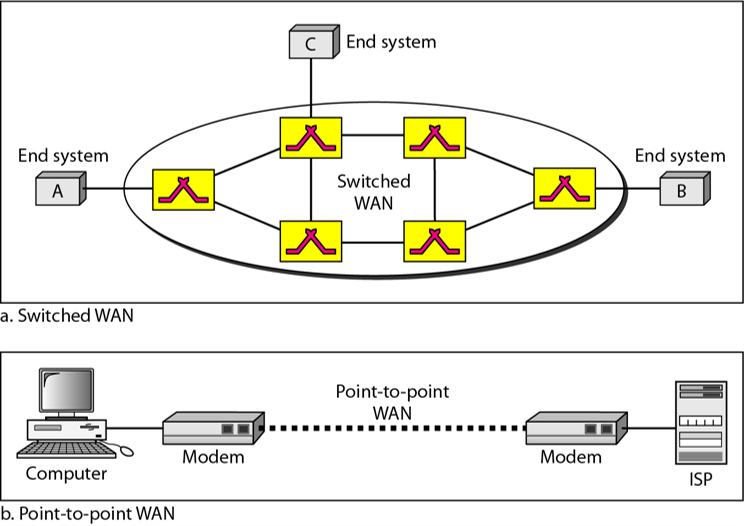 C
End system
End system
A
Switched
WAN
End system
B
a. Switched WAN
Point-to-point
WAN
Computer
Modem
Modem
ISP
b. Point-to-point WAN